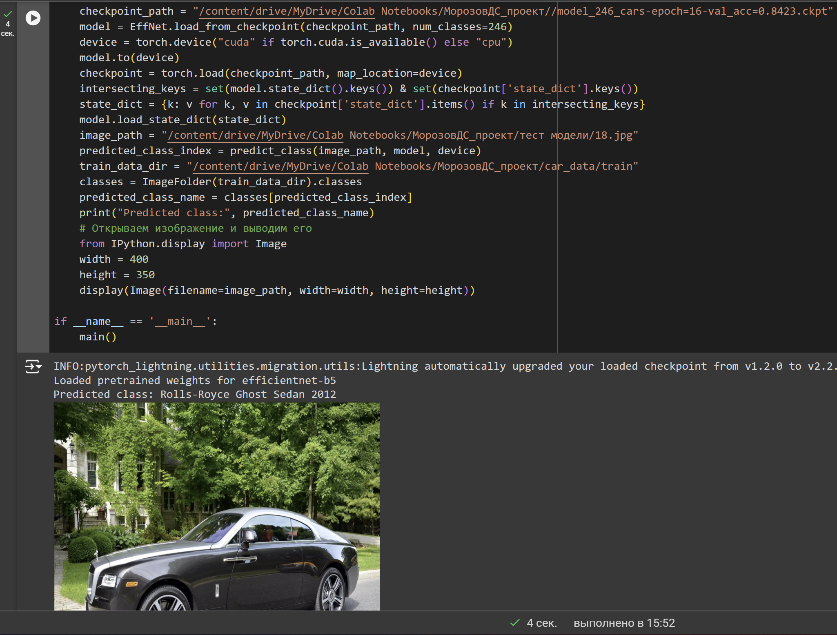 checkpoint_path = "/content/drive/MyDrive/Colab Notebooks/МорозовДС_проект//model_246_cars-epoch=16-val_acc=0.8423.ckpt"
4
сек.
model = EffNet.load_from_checkpoint(checkpoint_path, num_classes=246)
device = torch.device("cuda" if torch.cuda.is_available() else "cpu")
model.to(device)
checkpoint = torch.load(checkpoint_path, map_location=device)
intersecting_keys = set(model.state_dict().keys()) & set(checkpoint['state_dict'].keys())
state_dict = {k: v for k, v in checkpoint['state_dict'].items() if k in intersecting_keys}
model.load_state_dict(state_dict)
image_path = "/content/drive/MyDrive/Colab Notebooks/МорозовДС_проект/тест модели/18.jpg"
predicted_class_index = predict_class(image_path, model, device)
train_data_dir = "/content/drive/MyDrive/Colab Notebooks/МорозовДС_проект/car_data/train"
classes = ImageFolder(train_data_dir).classes
predicted_class_name = classes[predicted_class_index]
print("Predicted class:", predicted_class_name)
# Открываем изображение и выводим его
from IPython.display import Image
width = 400
height = 350
display(Image(filename=image_path, width=width, height=height))
if __name__ == '__main__':
main()
INFO:pytorch_lightning.utilities.migration.utils:Lightning automatically upgraded your loaded checkpoint from v1.2.0 to v2.2.
Loaded pretrained weights for efficientnet-b5
Predicted class: Rolls-Royce Ghost Sedan 2012
4 сек. выполнено в 15:52